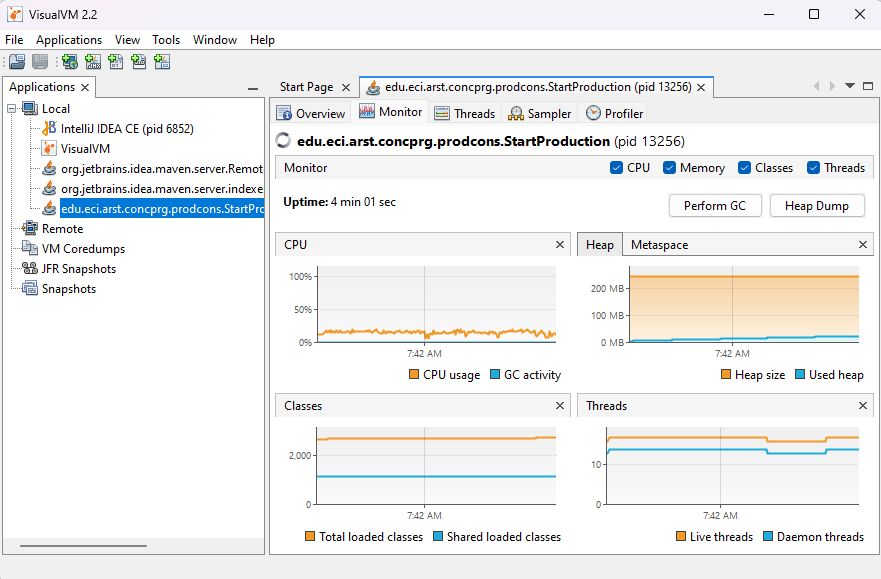 VisualVM 2.2
File Applications View Tools Window Help
Applications
Start Page
edu.eci.arst.concprg.prodcons.StartProduction (pid 13256)
Local
IntelliJ IDEA CE (pid 6852)
VisualVM
org.jetbrains.idea.maven.server.Remot
org.jetbrains.idea.maven.server.indexe
edu.eci.arst.concprg.prodcons.StartPro
Remote
VM Coredumps
JFR Snapshots
Snapshots
Overview Monitor Threads Sampler Profiler
edu.eci.arst.concprg.prodcons.StartProduction (pid 13256)
Monitor CPU Memory Classes Threads
Uptime: 4 min 01 sec
Perform GC Heap Dump
CPU
100%
50%
0%
7:42 AM
CPU usage GC activity
Heap Metaspace
200 MB
100 MB
0 MB
7:42 AM
Heap size Used heap
Classes
2,000
0
7:42 AM
Total loaded classes Shared loaded classes
Threads
10
0
7:42 AM
Live threads Daemon threads